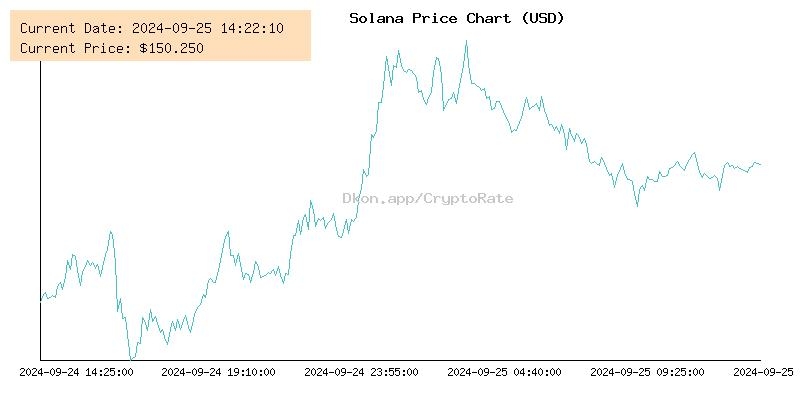 Solana Price Chart (USD)
Current Date: 2024-09-25 14:22:10
Current Price: $150.250
Dkon.app/CryptoRate
2024-09-24 14:25:00 2024-09-24 19:10:00 2024-09-24 23:55:00 2024-09-25 04:40:00 2024-09-25 09:25:00 2024-09-25